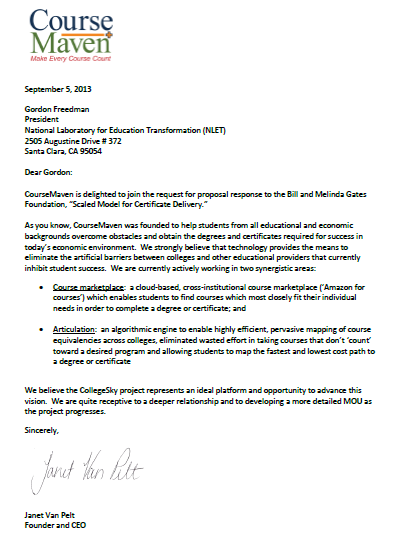 Course
Maven
Make Every Course Count
September 5, 2013
Gordon Freedman
President
National Laboratory for Education Transformation (NLET)
2505 Augustine Drive # 372
Santa Clara, CA 95054
Dear Gordon:
CourseMaven is delighted to join the request for proposal response to the Bill and Melinda Gates
Foundation, "Scaled Model for Certificate Delivery."
As you know, CourseMaven was founded to help students from all educational and economic
backgrounds overcome obstacles and obtain the degrees and certificates required for success in
today's economic environment. We strongly believe that technology provides the means to
eliminate the artificial barriers between colleges and other educational providers that currently
inhibit student success. We are currently actively working in two synergistic areas:
• Course marketplace: a cloud-based, cross-institutional course marketplace ('Amazon for
courses') which enables students to find courses which most closely fit their individual
needs in order to complete a degree or certificate; and
• Articulation: an algorithmic engine to enable highly efficient, pervasive mapping of course
equivalencies across colleges, eliminated wasted effort in taking courses that don't 'count'
toward a desired program and allowing students to map the fastest and lowest cost path to
a degree or certificate
We believe the CollegeSky project represents an ideal platform and opportunity to advance this
vision. We are quite receptive to a deeper relationship and to developing a more detailed MOU as
the project progresses.
Sincerely,
Janet Van Pelt
Janet Van Pelt
Founder and CEO